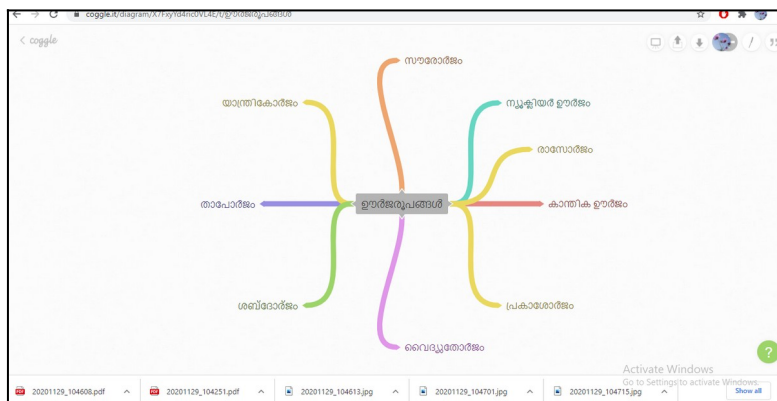 coggle.it/diagram/X7FxyYd4ric0VL4E/t/ഊർജരൂപങ്ങൾ
coggle
സൗരോർജം
യാന്ത്രികോർജം
ന്യൂക്ലിയർ ഊർജം
രാസോർജം
താപോർജം
ഊർജരൂപങ്ങൾ
കാന്തിക ഊർജം
ശബ്ദോർജം
പ്രകാശോർജം
വൈദ്യുതോർജം
?
Activate Windows
Go to Settings to activate Windows.
20201129_104608.pdf
20201129_104251.pdf
20201129_104613.jpg
20201129_104701.jpg
20201129_104715.jpg
Show all